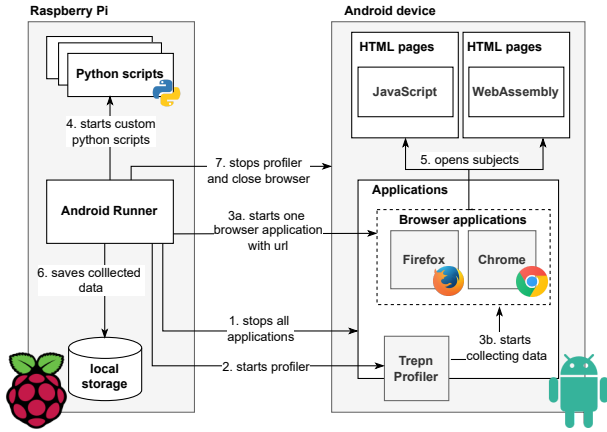 Raspberry Pi
Python scripts
4. starts custom
python scripts
Android Runner
6. saves colllected
data
local
storage
7. stops profiler
and close browser
3a. starts one
browser application
with url
1. stops all
applications
2. starts profiler
Android device
HTML pages
JavaScript
HTML pages
WebAssembly
5. opens subjects
Applications
Browser applications
Firefox
Chrome
3b. starts
collecting data
Trepn
Profiler